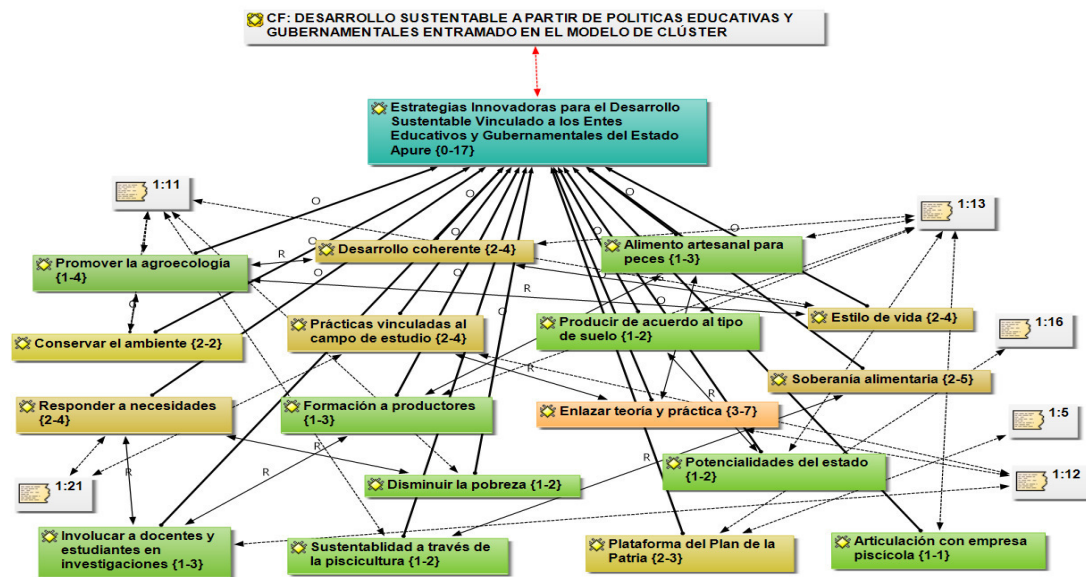 CF: DESARROLLO SUSTENTABLE A PARTIR DE POLITICAS EDUCATIVAS Y
GUBERNAMENTALES ENTRAMADO EN EL MODELO DE CLÚSTER
Estrategias Innovadoras para el Desarrollo
Sustentable Vinculado a los Entes
Educativos y Gubernamentales del Estado
Apure {0-17}
1:11
1:13
O
O
O
O
O
O
O
O
Desarrollo coherente {2-4}
Alimento artesanal para
peces {1-3}
Promover la agroecología
{1-4}
R
R
Estilo de vida {2-4}
Prácticas vinculadas al
campo de estudio {2-4}
Producir de acuerdo al tipo
de suelo {1-2}
1:16
Conservar el ambiente {2-2}
R
R
Soberanía alimentaria {2-5}
Responder a necesidades
{2-4}
Formación a productores
{1-3}
Enlazar teoría y práctica {3-7}
1:5
R
R
R
R
Potencialidades del estado
{1-2}
1:21
Disminuir la pobreza {1-2}
1:12
Involucar a docentes y
estudiantes en
investigaciones {1-3}
Sustentablidad a través de
la piscicultura {1-2}
Plataforma del Plan de la
Patria {2-3}
Articulación con empresa
piscícola {1-1}